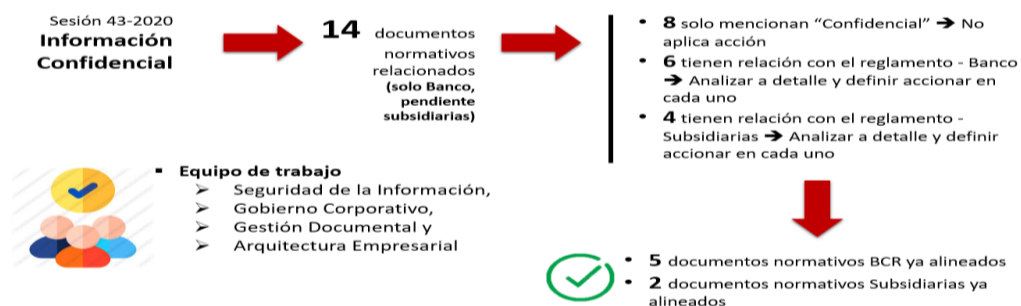 Sesión 43-2020
Información
Confidencial
14 documentos
normativos
relacionados
(solo Banco,
pendiente
subsidiarias)
• 8 solo mencionan “Confidencial” ➔ No
aplica acción
• 6 tienen relación con el reglamento - Banco
➔ Analizar a detalle y definir accionar en
cada uno
• 4 tienen relación con el reglamento -
Subsidiarias ➔ Analizar a detalle y definir
accionar en cada uno
▪ Equipo de trabajo
➢ Seguridad de la Información,
➢ Gobierno Corporativo,
➢ Gestión Documental y
➢ Arquitectura Empresarial
• 5 documentos normativos BCR ya alineados
• 2 documentos normativos Subsidiarias ya
alineados